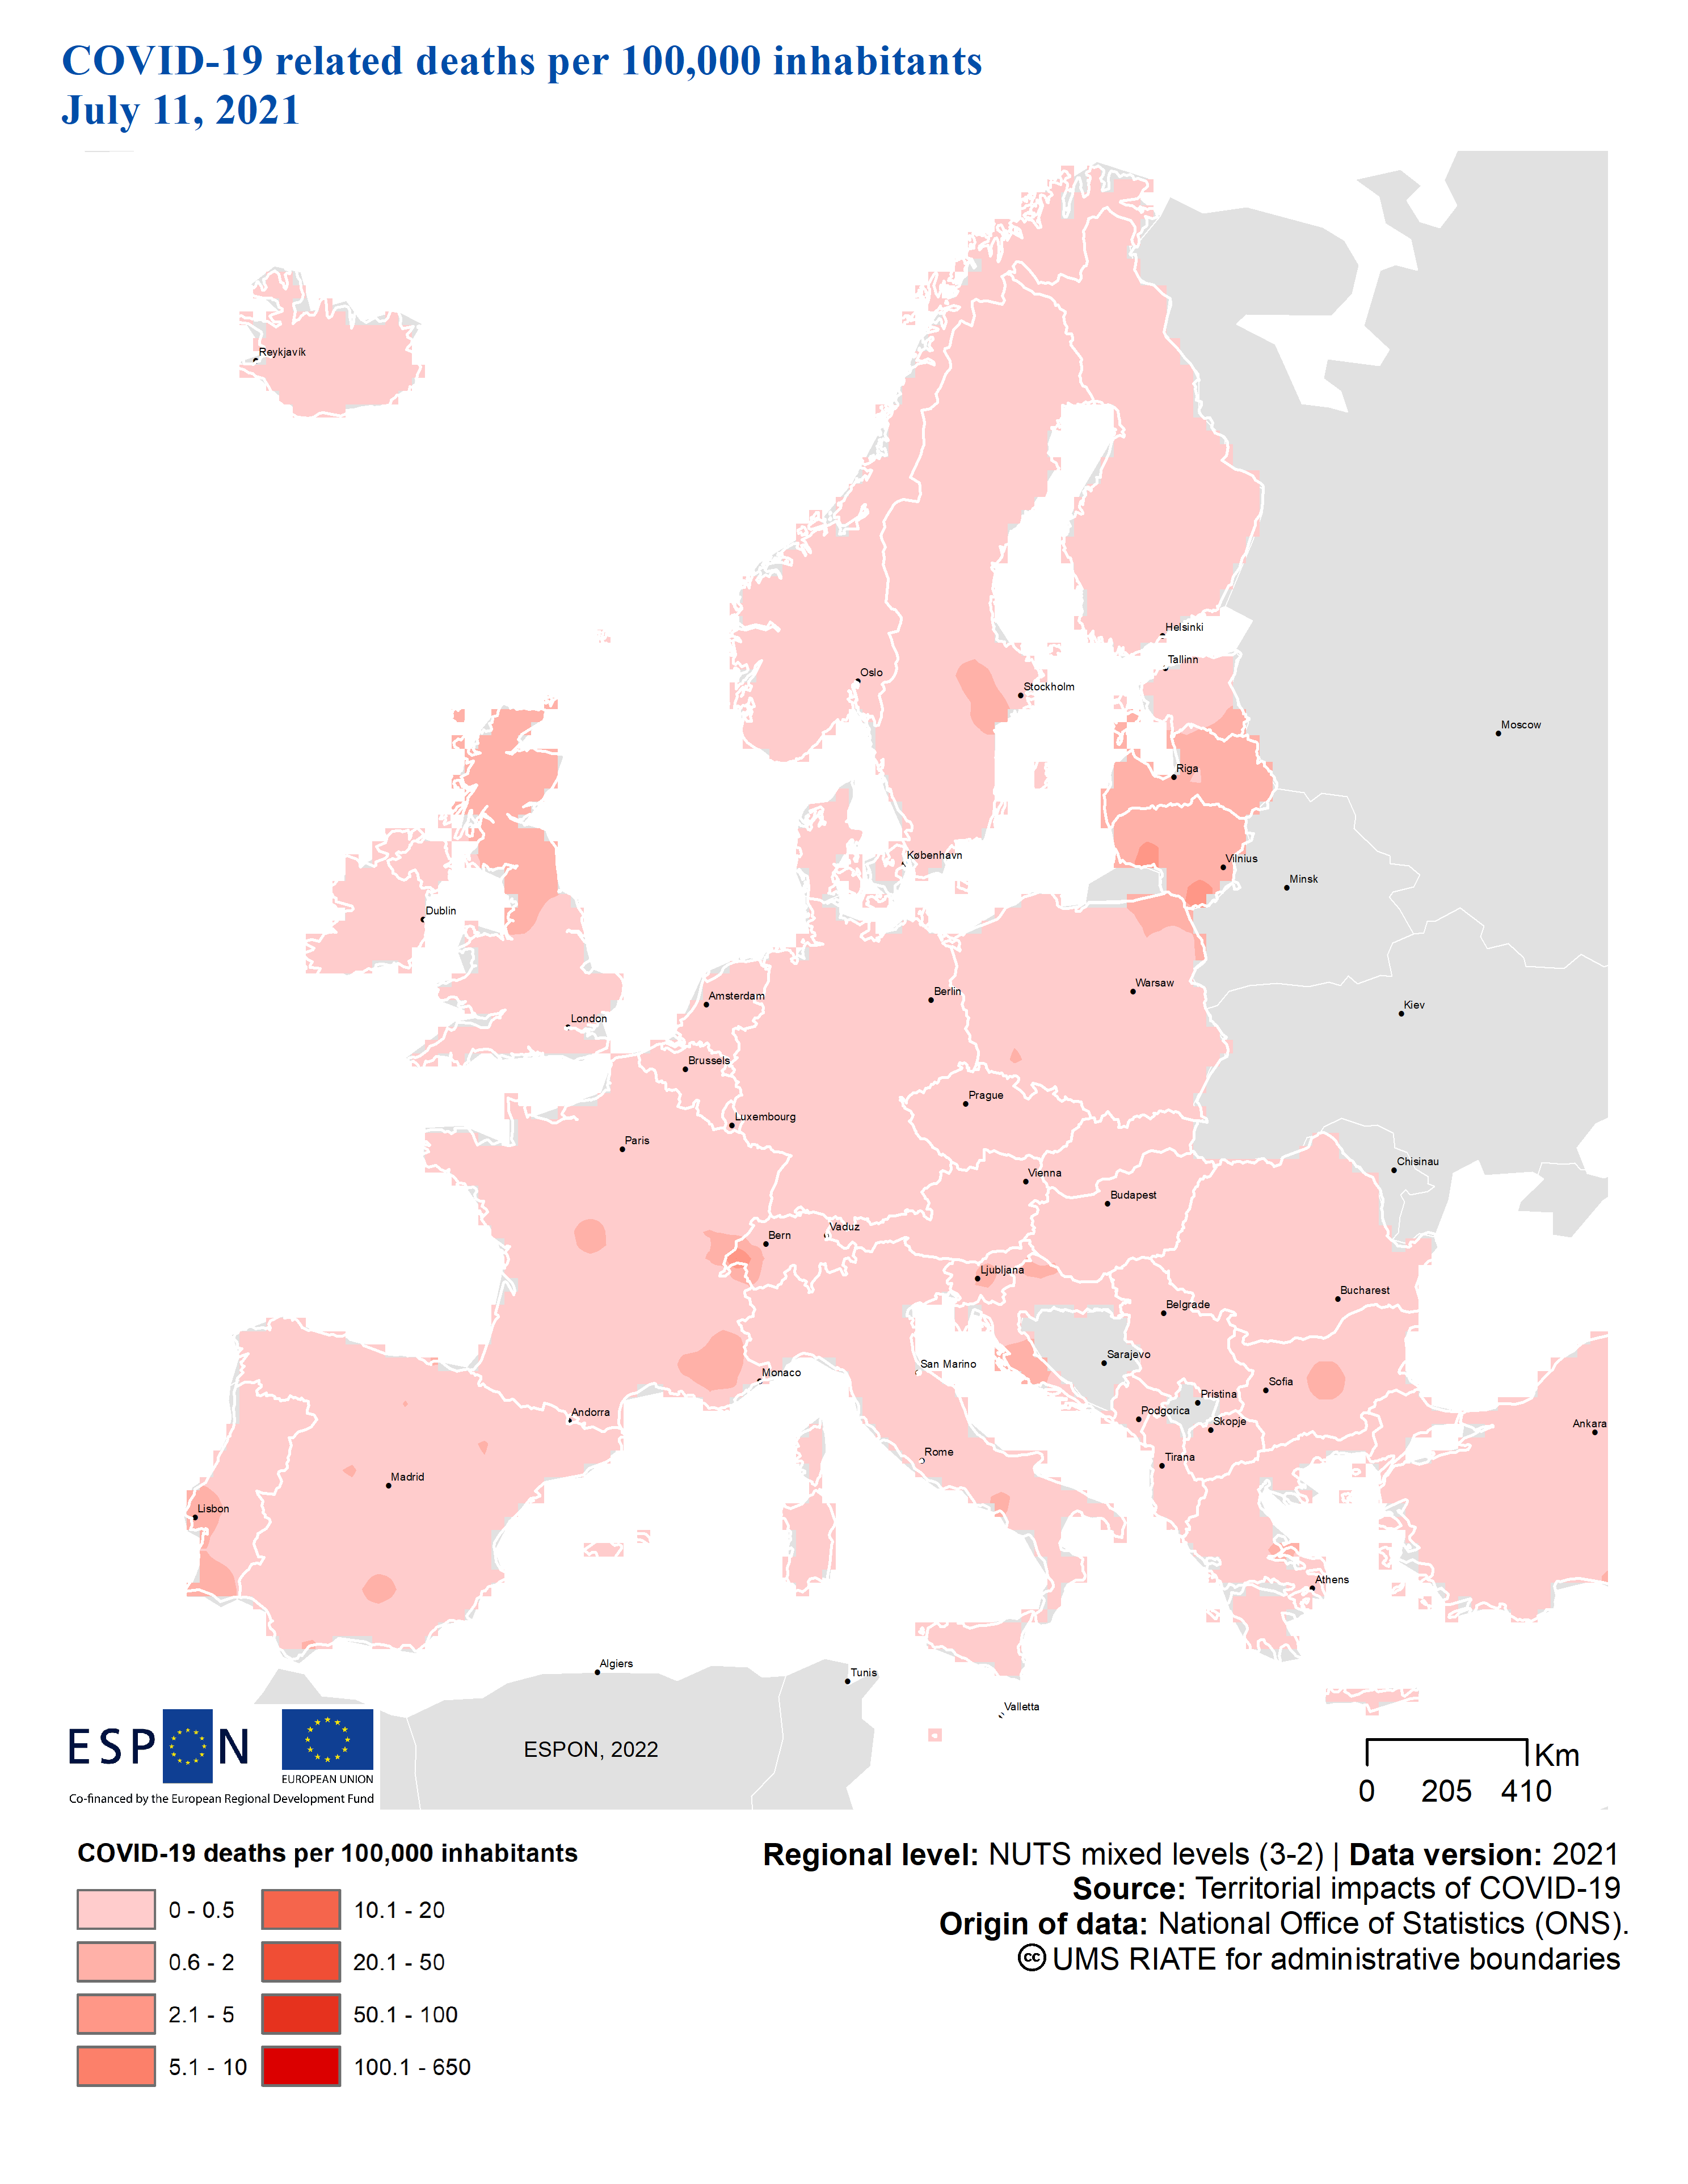 COVID-19 related deaths per 100,000 inhabitants
July 11, 2021
Reykjavík
Helsinki
Tallinn
Oslo
Stockholm
Moscow
Riga
København
Vilnius
Minsk
Dublin
Warsaw
Berlin
Amsterdam
Kiev
London
Brussels
Prague
Luxembourg
Paris
Chisinau
Vienna
Budapest
Vaduz
Bern
Ljubljana
Bucharest
Belgrade
Sarajevo
San Marino
Monaco
Sofia
Pristina
Podgorica
Andorra
Skopje
Ankara
Rome
Tirana
Madrid
Lisbon
Athens
Algiers
Tunis
Valletta
ESPON
EUROPEAN UNION
Co-financed by the European Regional Development Fund
ESPON, 2022
Km
0 205 410
COVID-19 deaths per 100,000 inhabitants
0 - 0.5
0.6 - 2
2.1 - 5
5.1 - 10
10.1 - 20
20.1 - 50
50.1 - 100
100.1 - 650
Regional level: NUTS mixed levels (3-2) | Data version: 2021
Source: Territorial impacts of COVID-19
Origin of data: National Office of Statistics (ONS).
cc UMS RIATE for administrative boundaries